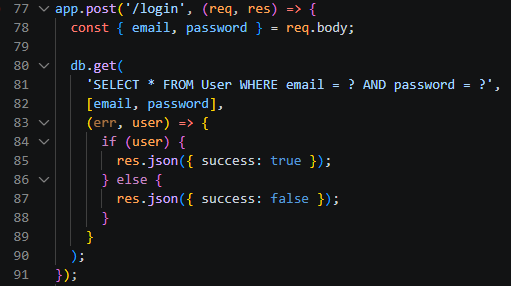 77 app.post('/login', (req, res) => {
78   const { email, password } = req.body;
79
80   db.get(
81     'SELECT * FROM User WHERE email = ? AND password = ?',
82     [email, password],
83     (err, user) => {
84       if (user) {
85         res.json({ success: true });
86       } else {
87         res.json({ success: false });
88       }
89     }
90   );
91 });